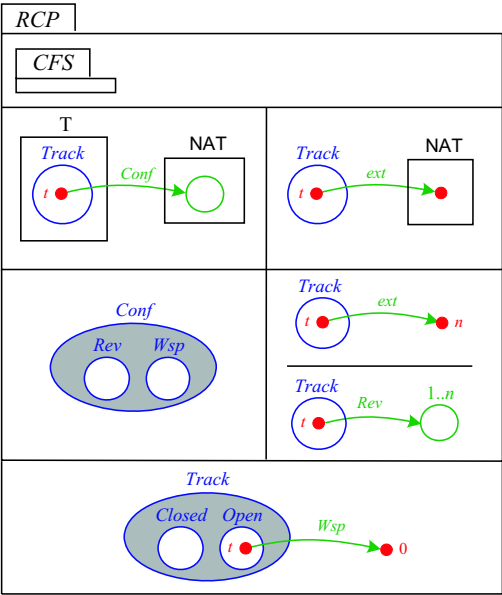 RCP
CFS
T
Track
t
Conf
NAT
Track
t
ext
NAT
Conf
Rev Wsp
Track
t
ext
n
Track
t
Rev
1..n
Track
Closed Open
t
Wsp
0